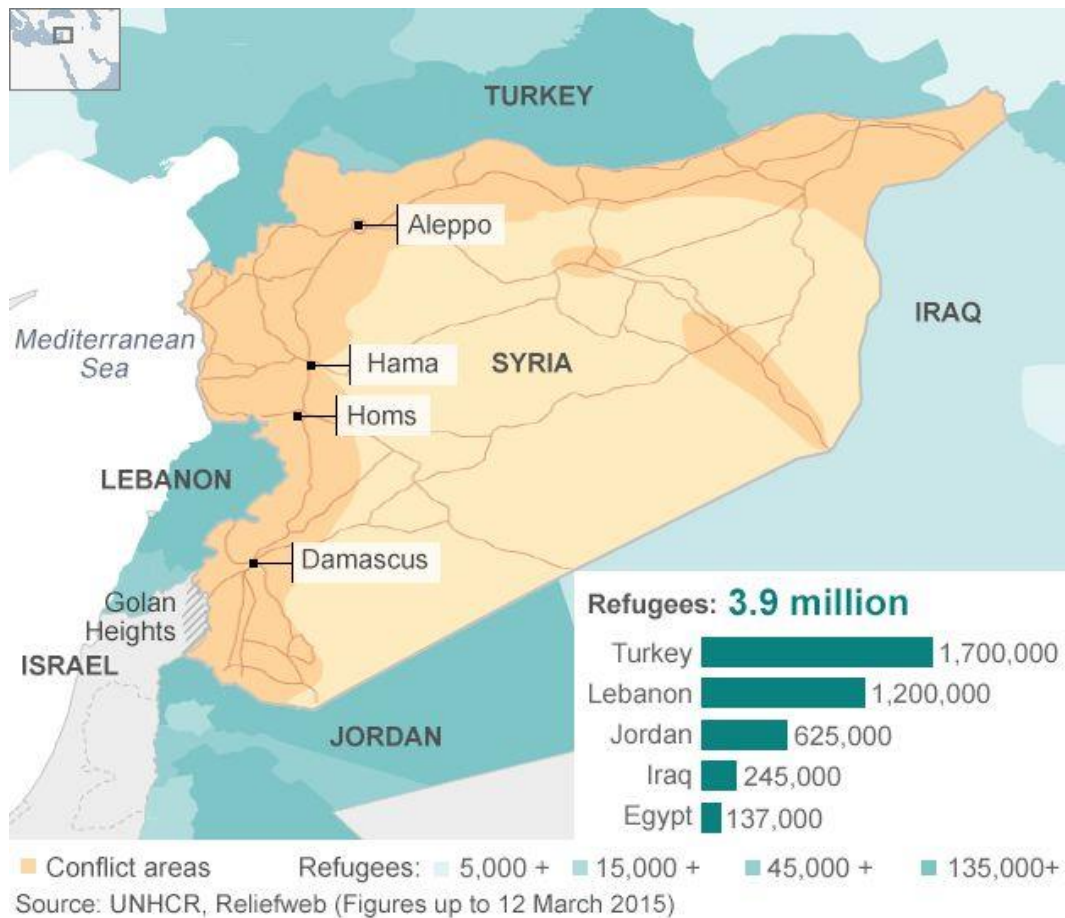 TURKEY
Aleppo
IRAQ
Mediterranean
Sea
Hama
SYRIA
Homs
LEBANON
Damascus
Golan
Heights
ISRAEL
JORDAN
Refugees: 3.9 million
Turkey 1,700,000
Lebanon 1,200,000
Jordan 625,000
Iraq 245,000
Egypt 137,000
Conflict areas Refugees: 5,000 + 15,000 + 45,000 + 135,000+
Source: UNHCR, Reliefweb (Figures up to 12 March 2015)